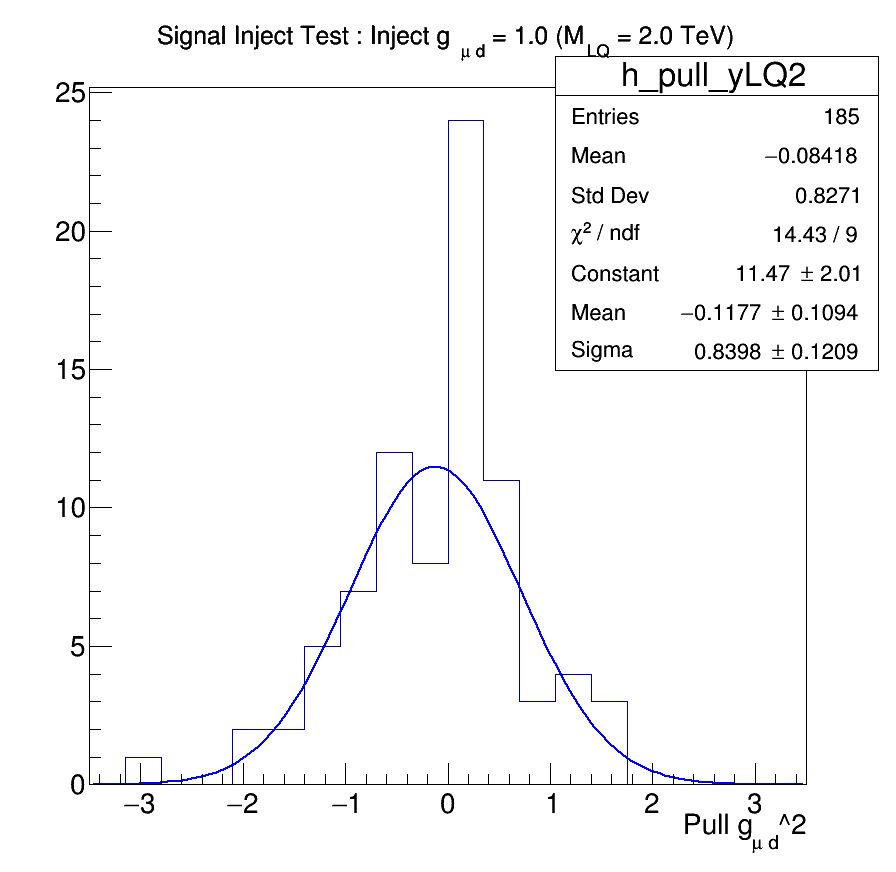 Signal Inject Test : Inject g μ d = 1.0 (M LQ = 2.0 TeV)
h_pull_yLQ2
Entries 185
Mean −0.08418
Std Dev 0.8271
χ² / ndf 14.43 / 9
Constant 11.47 ± 2.01
Mean −0.1177 ± 0.1094
Sigma 0.8398 ± 0.1209
25
20
15
10
5
0
−3 −2 −1 0 1 2 3
Pull g μ d ^2